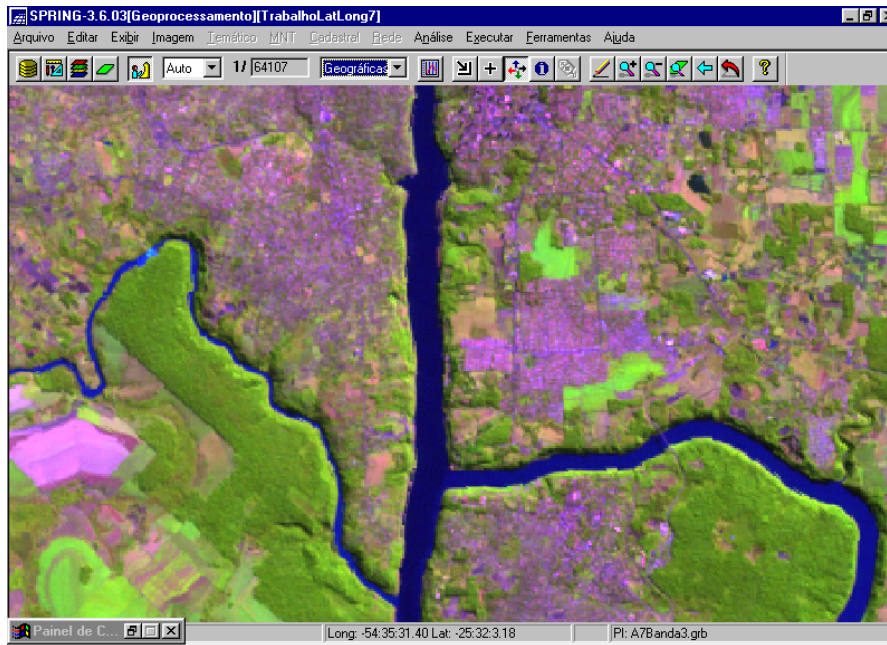 SPRING-3.6.03[Geoprocessamento][TrabalhoLatLong7]
Arquivo Editar Exibir Imagem Temático MNT Cadastral Rede Análise Executar Ferramentas Ajuda
Auto 1/ 64107 Geográficas
Painel de C... Long: -54:35:31.40 Lat: -25:32:3.18 PI: A7Banda3.grb